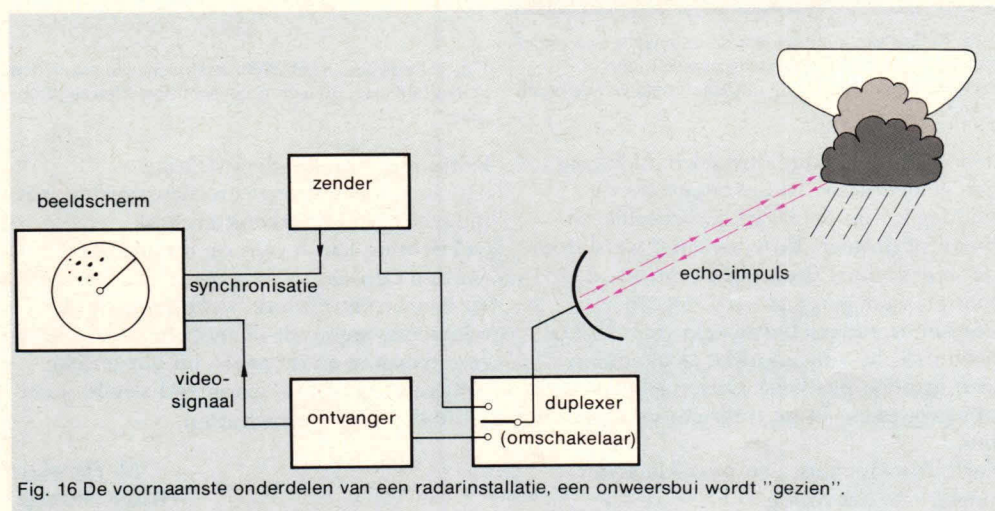 beeldscherm
zender
synchronisatie
echo-impuls
video-
signaal
ontvanger
duplexer
(omschakelaar)
Fig. 16 De voornaamste onderdelen van een radarinstallatie, een onweersbui wordt ''gezien''.